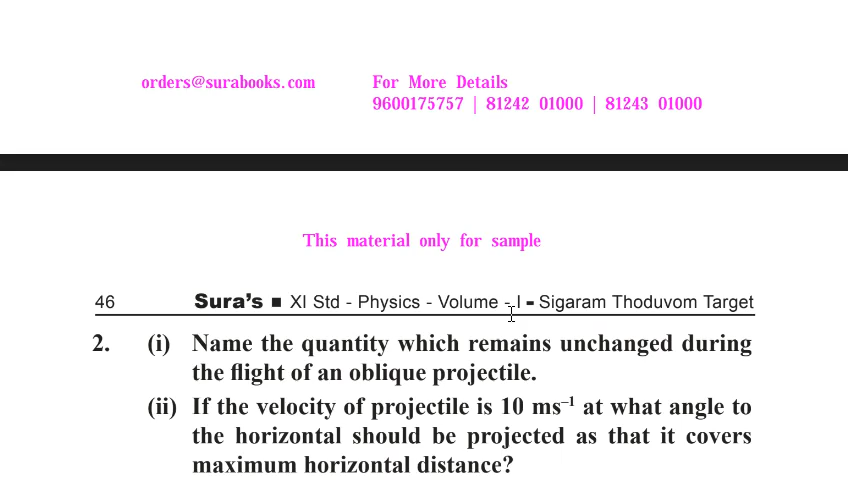 orders@surabooks.com For More Details
9600175757 | 81242 01000 | 81243 01000
This material only for sample
46 Sura's ■ XI Std - Physics - Volume - I ▪ Sigaram Thoduvom Target
2. (i) Name the quantity which remains unchanged during
the flight of an oblique projectile.
(ii) If the velocity of projectile is 10 ms⁻¹ at what angle to
the horizontal should be projected as that it covers
maximum horizontal distance?